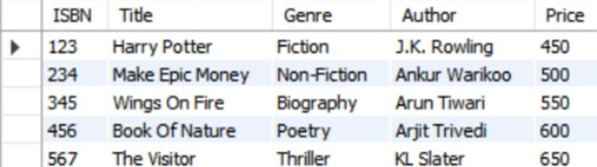 ISBN Title Genre Author Price
123 Harry Potter Fiction J.K. Rowling 450
234 Make Epic Money Non-Fiction Ankur Warikoo 500
345 Wings On Fire Biography Arun Tiwari 550
456 Book Of Nature Poetry Arjit Trivedi 600
567 The Visitor Thriller KL Slater 650